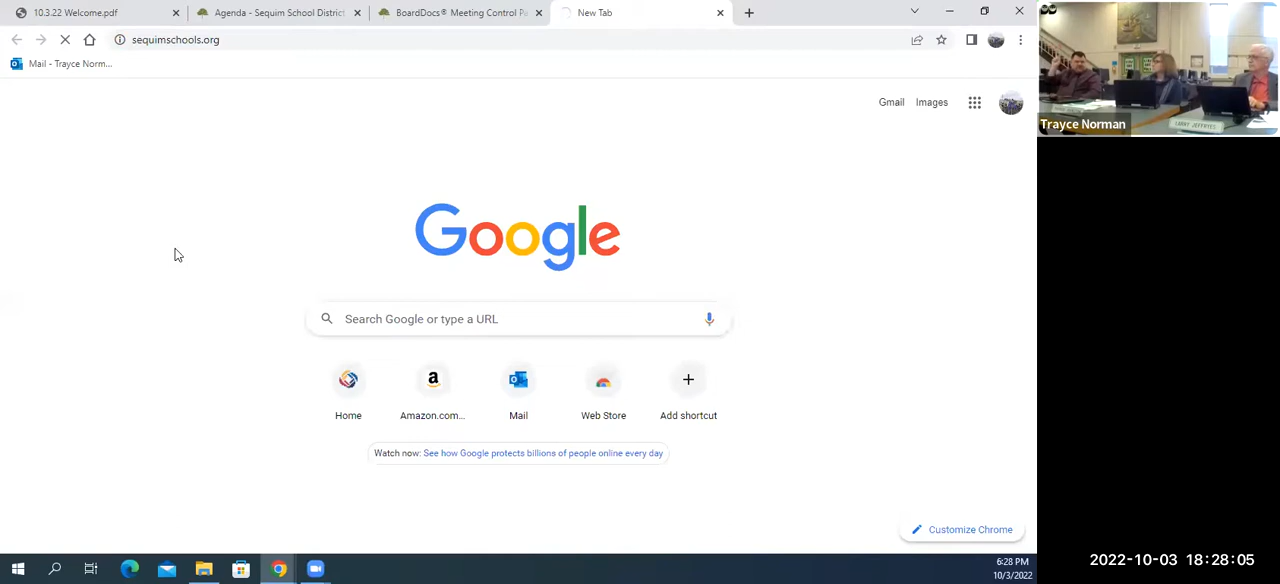 10.3.22 Welcome.pdf
Agenda - Sequim School District
BoardDocs® Meeting Control Pa
New Tab
sequimschools.org
Mail - Trayce Norm...
Gmail
Images
Google
Search Google or type a URL
Home
Amazon.com...
Mail
Web Store
Add shortcut
Watch now: See how Google protects billions of people online every day
Customize Chrome
6:28 PM
10/3/2022
LARRY JEFFRYES
Trayce Norman
2022-10-03 18:28:05